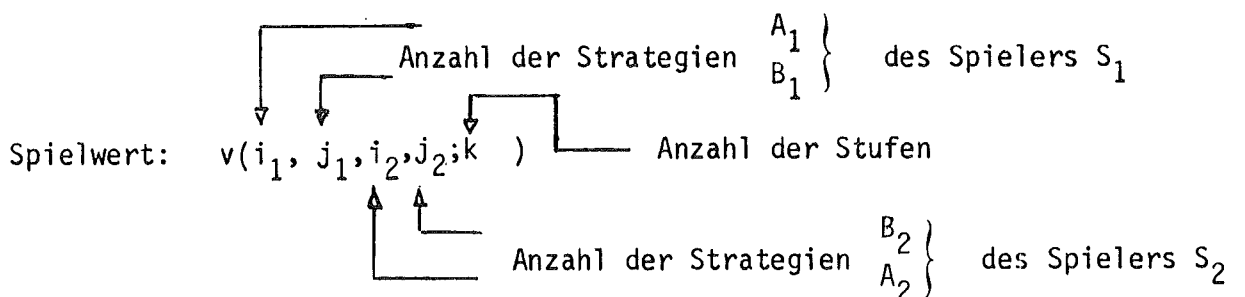 Anzahl der Strategien A₁ B₁ } des Spielers S₁
Spielwert: v(i₁, j₁,i₂,j₂;k ) Anzahl der Stufen
Anzahl der Strategien B₂ A₂ } des Spielers S₂